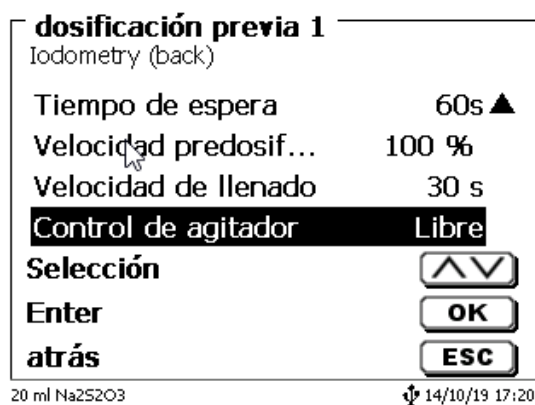 dosificación previa 1
Iodometry (back)
Tiempo de espera 60s
Velocidad predosif... 100 %
Velocidad de llenado 30 s
Control de agitador Libre
Selección
Enter OK
atrás ESC
20 ml Na2S2O3 14/10/19 17:20